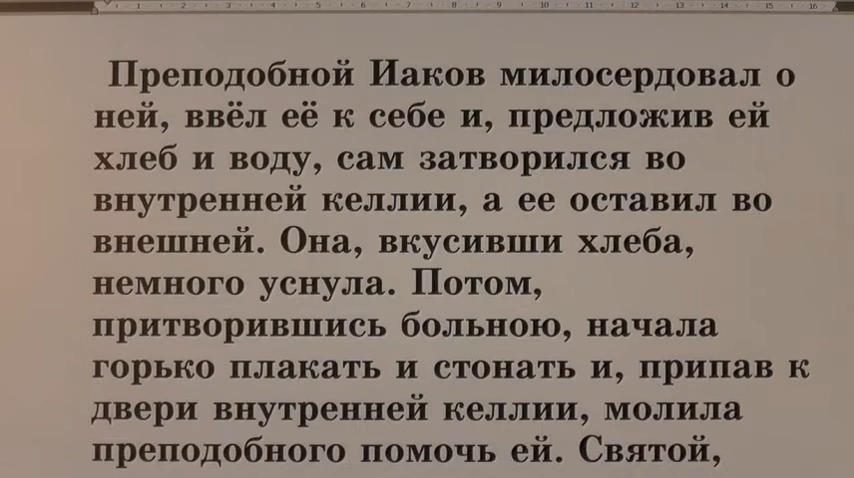 Преподобной Иаков милосердовал о
ней, ввёл её к себе и, предложив ей
хлеб и воду, сам затворился во
внутренней келлии, а ее оставил во
внешней. Она, вкусивши хлеба,
немного уснула. Потом,
притворившись больною, начала
горько плакать и стонать и, припав к
двери внутренней келлии, молила
преподобного помочь ей. Святой,